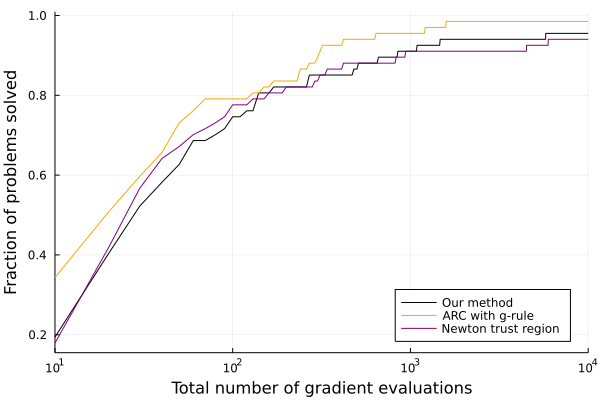 Fraction of problems solved
1.0
0.8
0.6
0.4
0.2
Our method
ARC with g-rule
Newton trust region
10^1 10^2 10^3 10^4
Total number of gradient evaluations